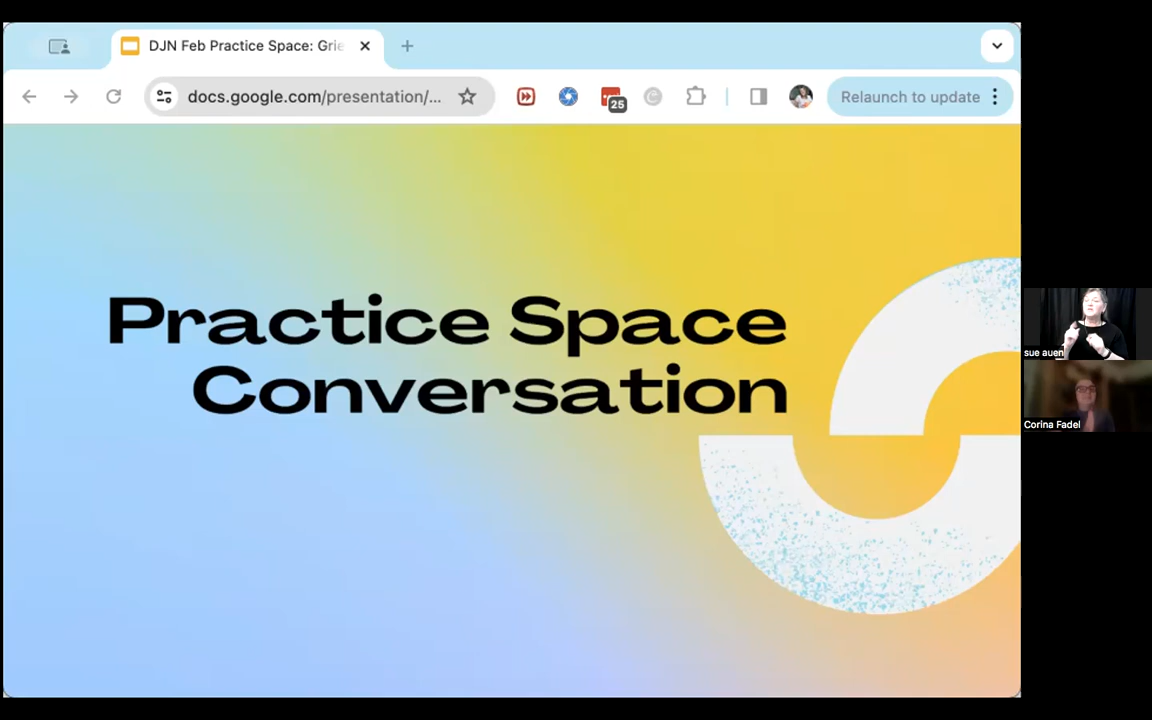 DJN Feb Practice Space: Grie
docs.google.com/presentation/...
25
Relaunch to update
Practice Space
Conversation
sue auen
Corina Fadel